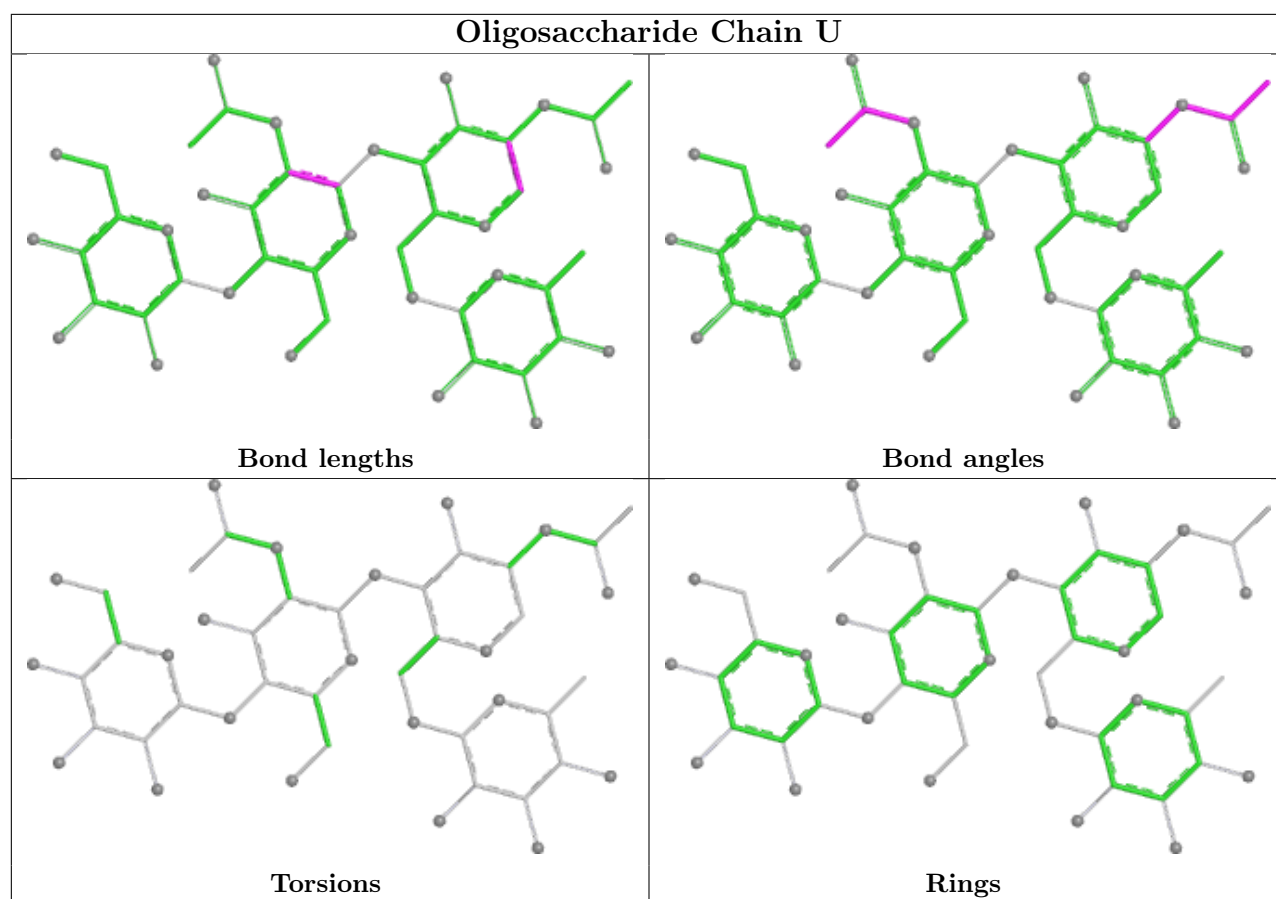 Oligosaccharide Chain U
Bond lengths
Bond angles
Torsions
Rings